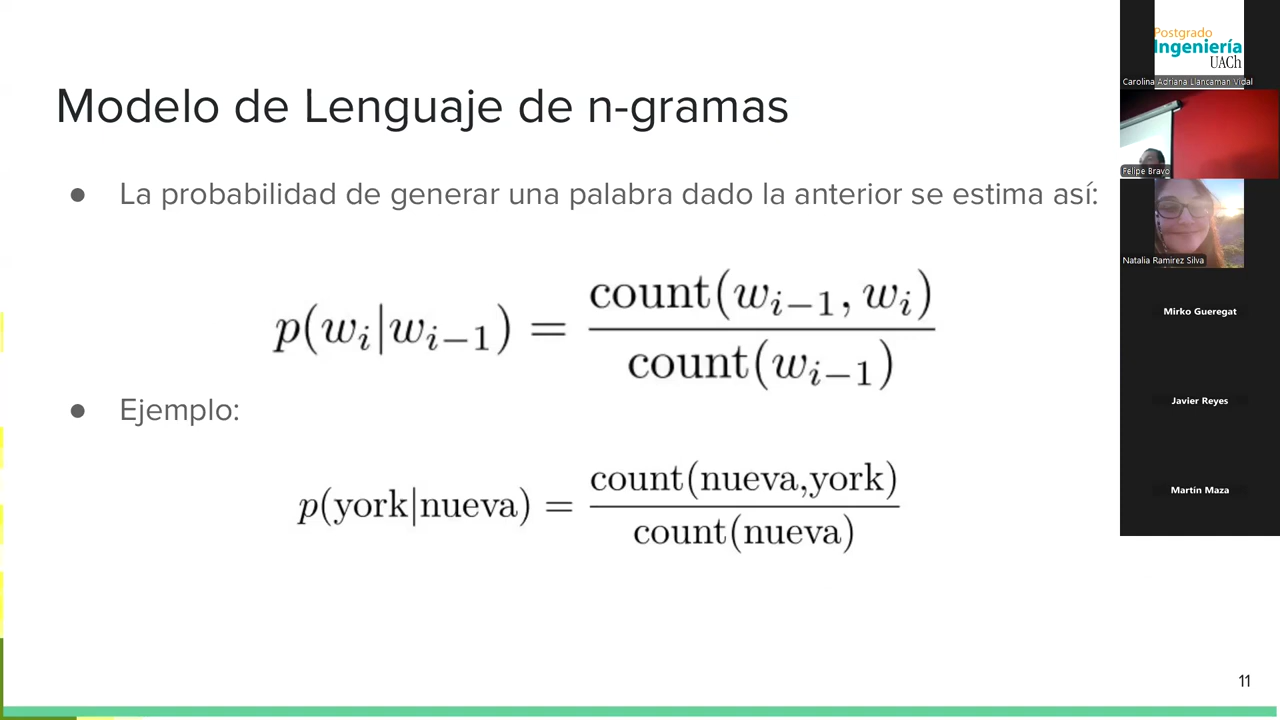 Modelo de Lenguaje de n-gramas
● La probabilidad de generar una palabra dado la anterior se estima así:
p(w_i|w_{i−1}) = count(w_{i−1}, w_i) / count(w_{i−1})
● Ejemplo:
p(york|nueva) = count(nueva,york) / count(nueva)
11
Postgrado
Ingeniería
UACh
Carolina Adriana Llancaman Vidal
Felipe Bravo
Natalia Ramirez Silva
Mirko Gueregat
Javier Reyes
Martín Maza